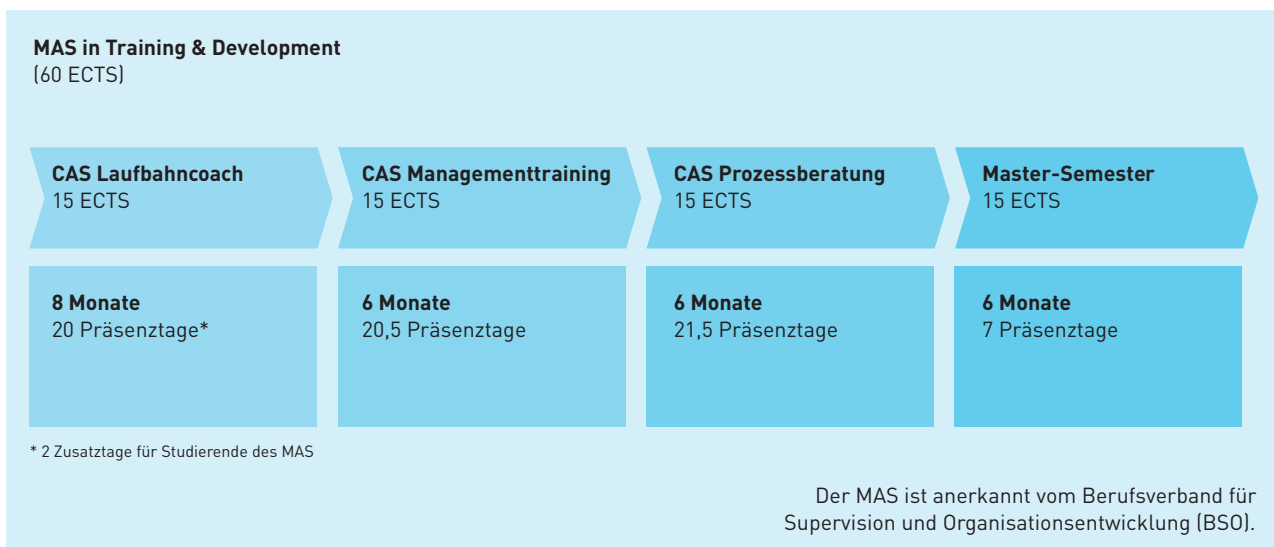 MAS in Training & Development
(60 ECTS)
CAS Laufbahncoach
15 ECTS
CAS Managementtraining
15 ECTS
CAS Prozessberatung
15 ECTS
Master-Semester
15 ECTS
8 Monate
20 Präsenztage*
6 Monate
20,5 Präsenztage
6 Monate
21,5 Präsenztage
6 Monate
7 Präsenztage
* 2 Zusatztage für Studierende des MAS
Der MAS ist anerkannt vom Berufsverband für
Supervision und Organisationsentwicklung (BSO).